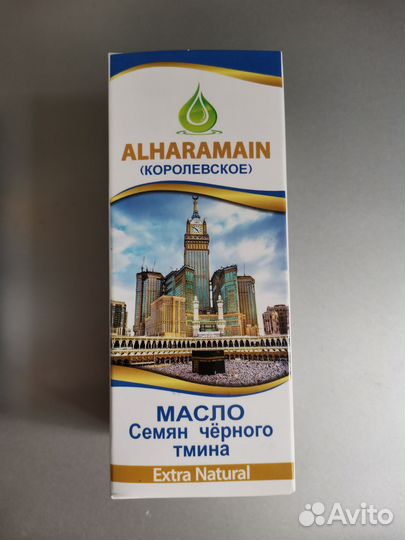 ALHARAMAIN
(КОРОЛЕВСКОЕ)
МАСЛО
Семян чёрного
тмина
Extra Natural
Avito